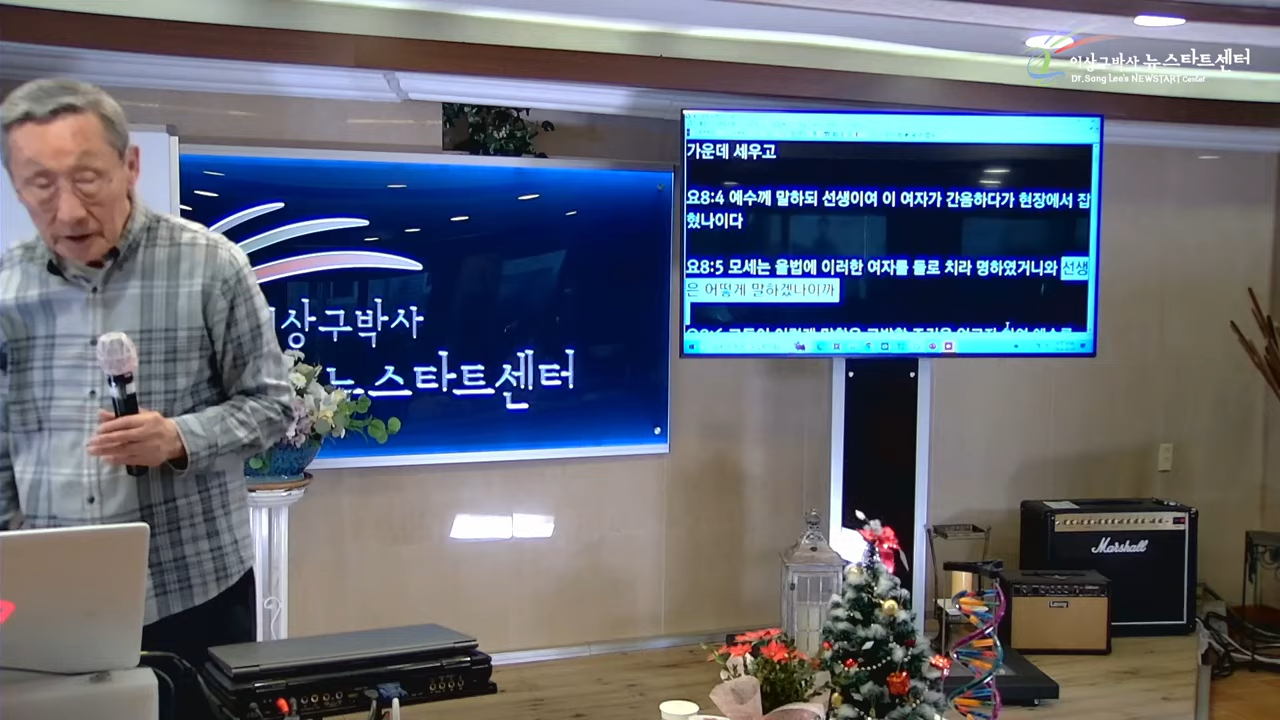 이상구박사 뉴스타트센터
Dr.Sang Lee's NEWSTART Center
가운데 세우고
요8:4 예수께 말하되 선생이여 이 여자가 간음하다가 현장에서 잡
혔나이다
요8:5 모세는 율법에 이러한 여자를 돌로 치라 명하였거니와 선생
은 어떻게 말하겠나이까
상구박사
뉴스타트센터
Marshall
Laney